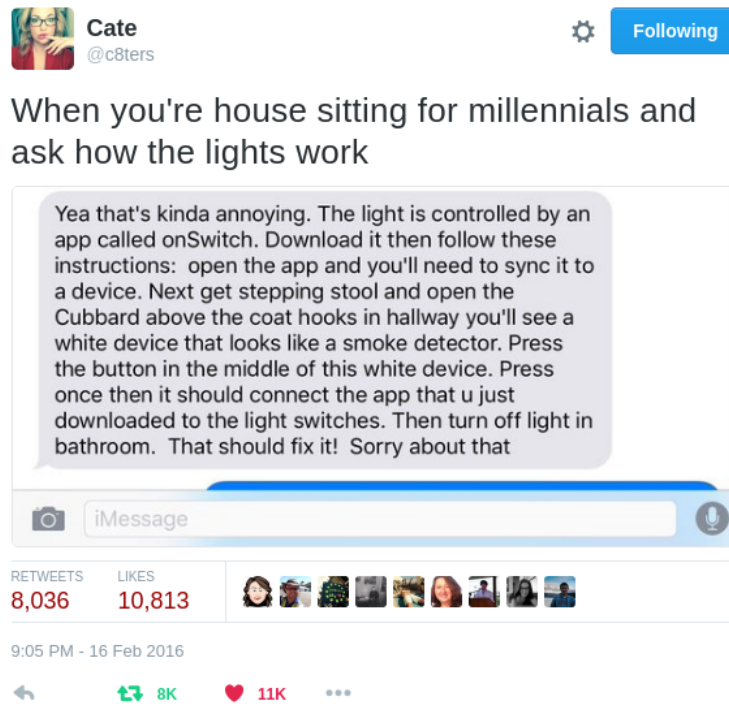 Cate
@c8ters
Following
When you're house sitting for millennials and
ask how the lights work
Yea that's kinda annoying. The light is controlled by an
app called onSwitch. Download it then follow these
instructions:  open the app and you'll need to sync it to
a device. Next get stepping stool and open the
Cubbard above the coat hooks in hallway you'll see a
white device that looks like a smoke detector. Press
the button in the middle of this white device. Press
once then it should connect the app that u just
downloaded to the light switches. Then turn off light in
bathroom.  That should fix it!  Sorry about that
iMessage
RETWEETS LIKES
8,036 10,813
9:05 PM - 16 Feb 2016
8K 11K